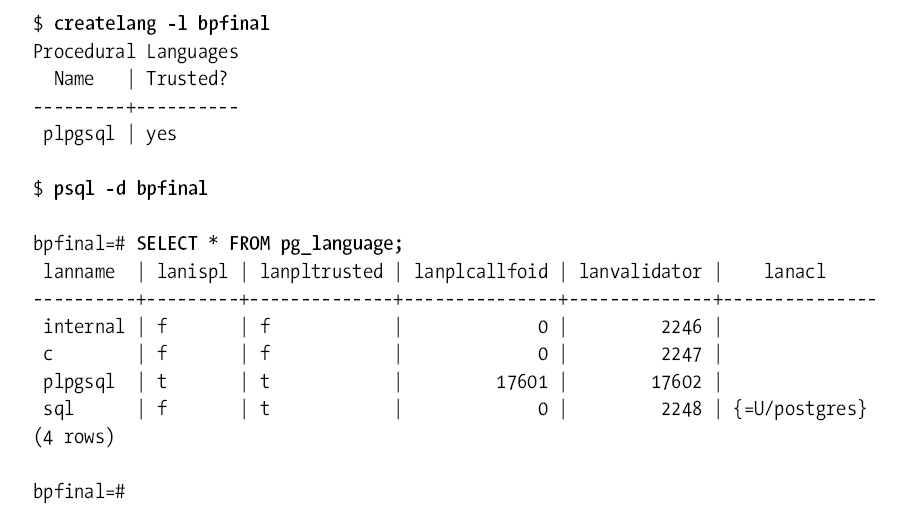 $ createlang -l bpfinal
Procedural Languages
  Name   | Trusted?
---------+----------
 plpgsql | yes

$ psql -d bpfinal

bpfinal=# SELECT * FROM pg_language;
 lanname  | lanispl | lanpltrusted | lanplcallfoid | lanvalidator |    lanacl
----------+---------+--------------+---------------+--------------+---------------
 internal | f       | f            |             0 |         2246 |
 c        | f       | f            |             0 |         2247 |
 plpgsql  | t       | t            |         17601 |        17602 |
 sql      | f       | t            |             0 |         2248 | {=U/postgres}
(4 rows)

bpfinal=#